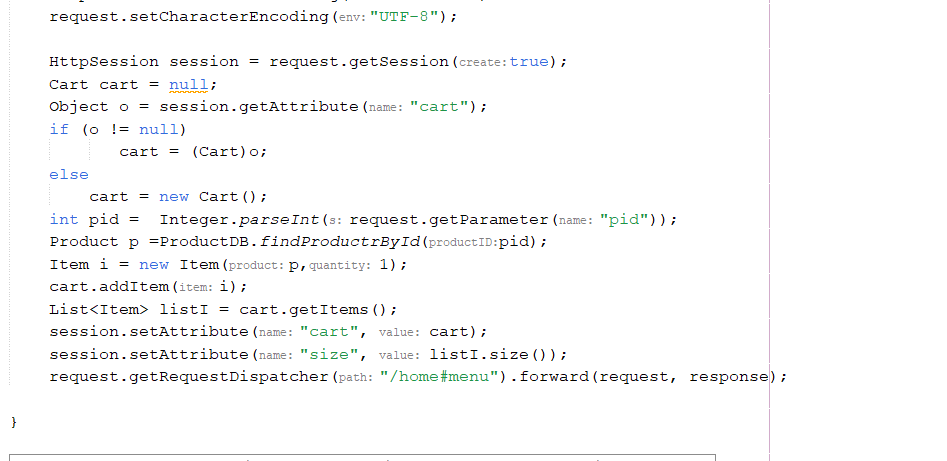 request.setCharacterEncoding(env: "UTF-8");
HttpSession session = request.getSession(create: true);
Cart cart = null;
Object o = session.getAttribute(name: "cart");
if (o != null)
cart = (Cart)o;
else
cart = new Cart();
int pid =  Integer.parseInt(s: request.getParameter(name: "pid"));
Product p =ProductDB.findProductrById(productID:pid);
Item i = new Item(product: p,quantity: 1);
cart.addItem(item: i);
List<Item> listI = cart.getItems();
session.setAttribute(name: "cart", value: cart);
session.setAttribute(name: "size", value: listI.size());
request.getRequestDispatcher(path: "/home#menu").forward(request, response);
}